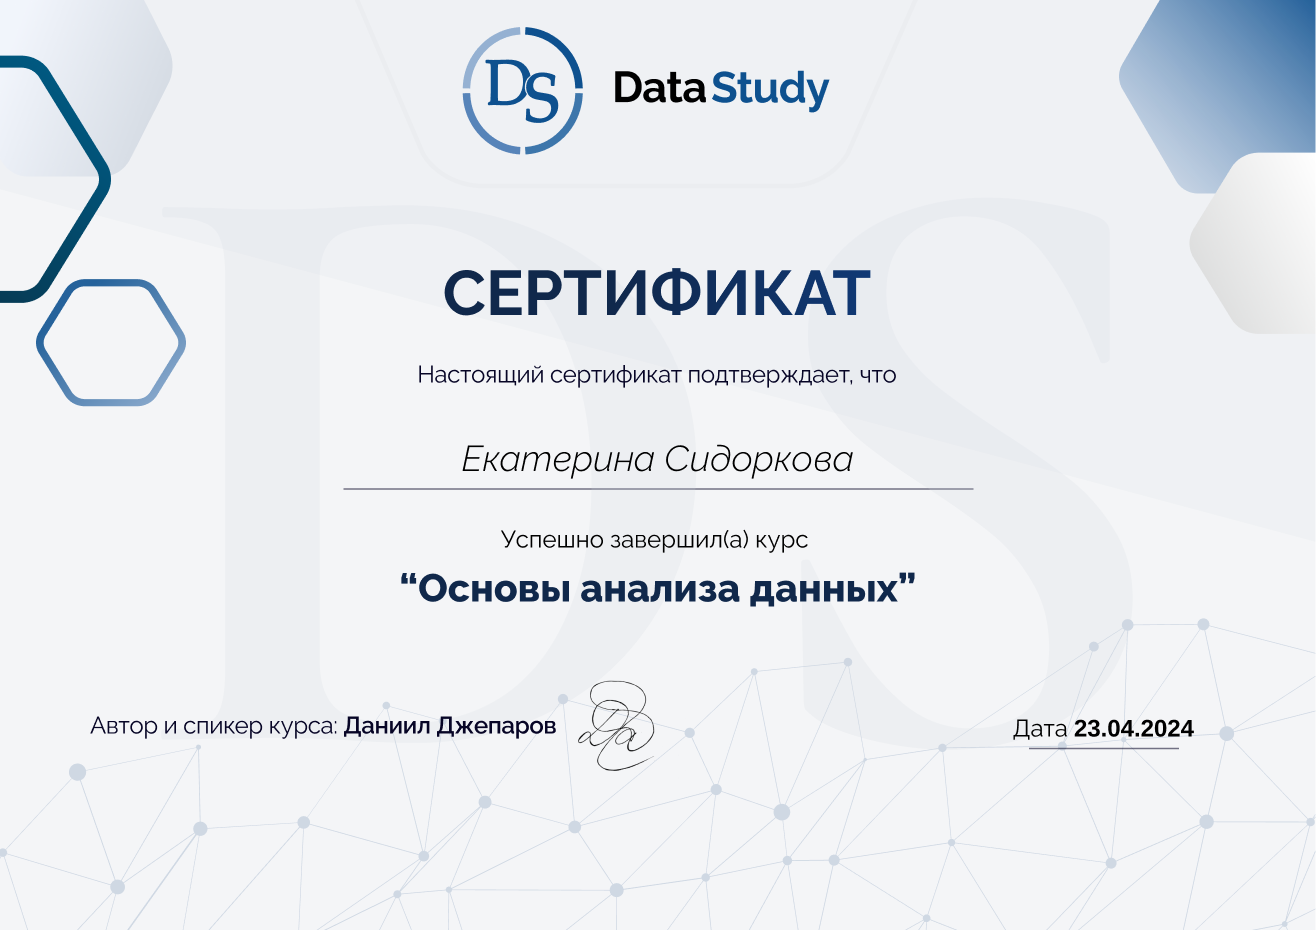 DS Data Study
СЕРТИФИКАТ
Настоящий сертификат подтверждает, что
Екатерина Сидоркова
Успешно завершил(а) курс
“Основы анализа данных”
Автор и спикер курса: Даниил Джепаров
Дата 23.04.2024